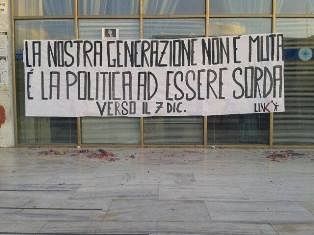 LA NOSTRA GENERAZIONE NON È MUTA
È LA POLITICA AD ESSERE SORDA
VERSO IL 7 DIC. LINK